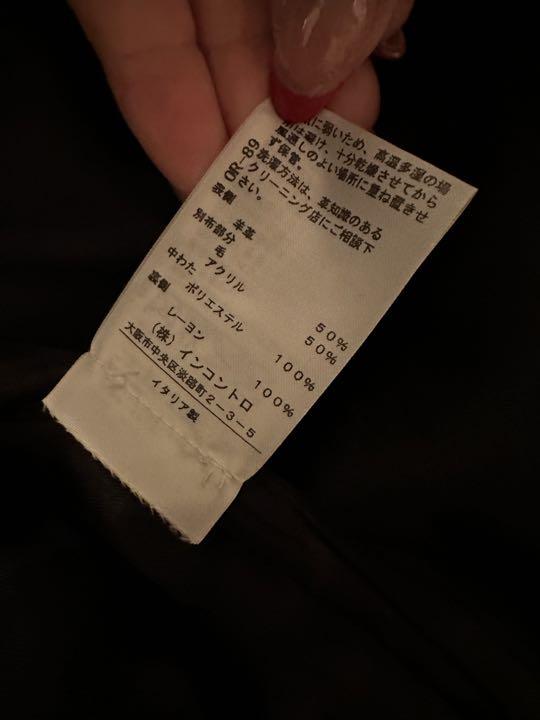 に弱いため、高温多湿の場
は避け、十分乾燥させてから
風通しのよい場所に重ね置きせ
ず保管。
洗濯方法は、革知識のある
クリーニング店にご相談下
さい。
OR-89
表側 羊革
別布部分
毛 50%
アクリル 50%
中わた ポリエステル 100%
裏側 レーヨン 100%
(株)インコントロ
大阪市中央区淡路町2-3-5
イタリア製